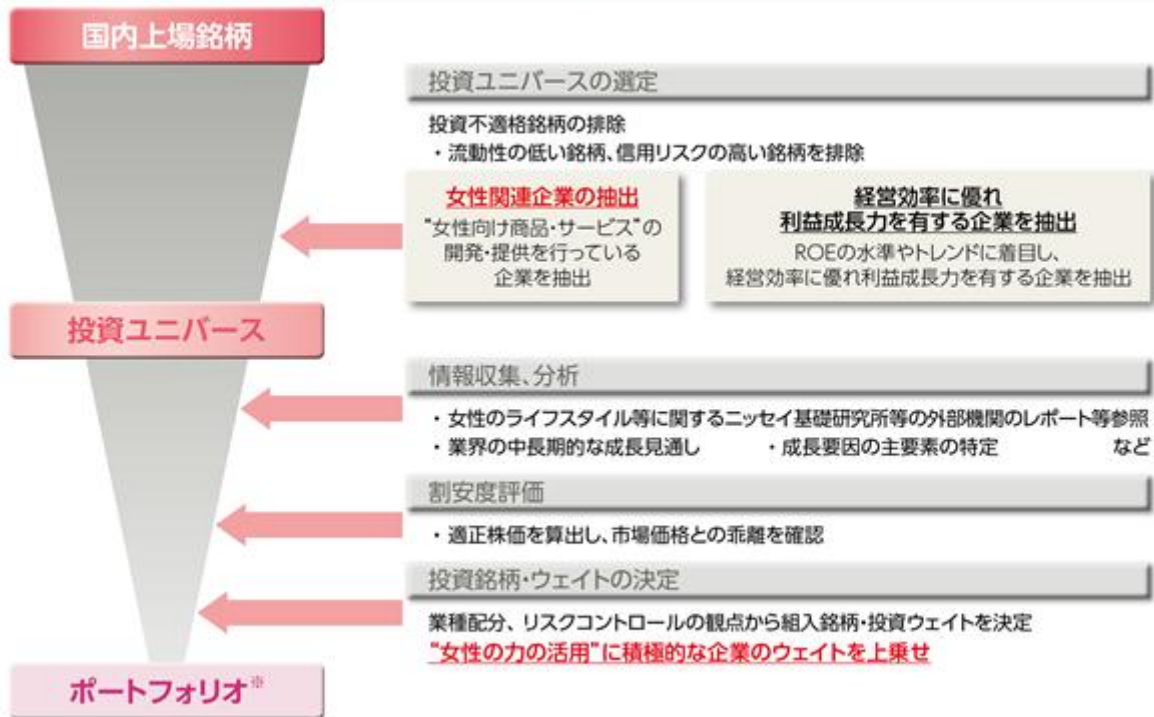 国内上場銘柄
投資ユニバースの選定
投資不適格銘柄の排除
・流動性の低い銘柄、信用リスクの高い銘柄を排除
女性関連企業の抽出
"女性向け商品・サービス"の
開発・提供を行っている
企業を抽出
経営効率に優れ
利益成長力を有する企業を抽出
ROEの水準やトレンドに着目し、
経営効率に優れ利益成長力を有する企業を抽出
投資ユニバース
情報収集、分析
・女性のライフスタイル等に関するニッセイ基礎研究所等の外部機関のレポート等参照
・業界の中長期的な成長見通し ・成長要因の主要素の特定 など
割安度評価
・適正株価を算出し、市場価格との乖離を確認
投資銘柄・ウェイトの決定
業種配分、リスクコントロールの観点から組入銘柄・投資ウェイトを決定
"女性の力の活用"に積極的な企業のウェイトを上乗せ
ポートフォリオ※